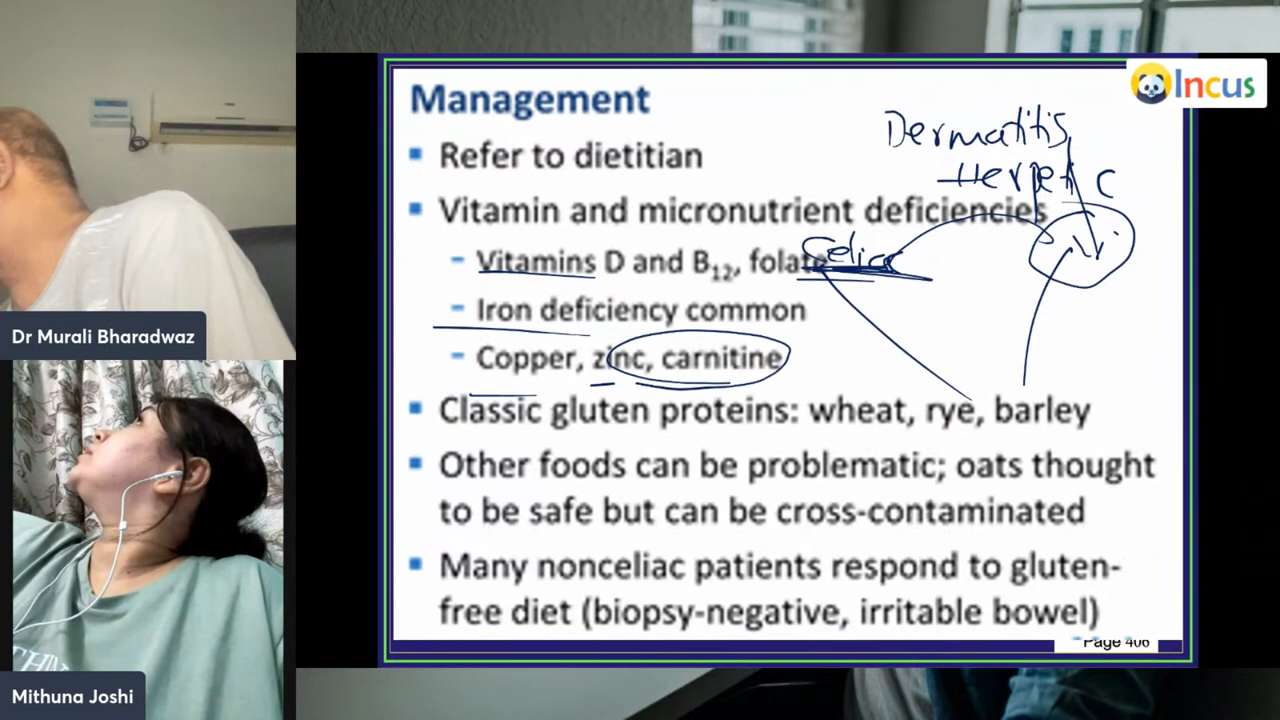 Incus
Management
Dermatitis
Herpetic
▪ Refer to dietitian
▪ Vitamin and micronutrient deficiencies
– Vitamins D and B12, folate
Celiac
– Iron deficiency common
– Copper, zinc, carnitine
▪ Classic gluten proteins: wheat, rye, barley
▪ Other foods can be problematic; oats thought
to be safe but can be cross-contaminated
▪ Many nonceliac patients respond to gluten-
free diet (biopsy-negative, irritable bowel)
Page 406
Dr Murali Bharadwaz
Mithuna Joshi